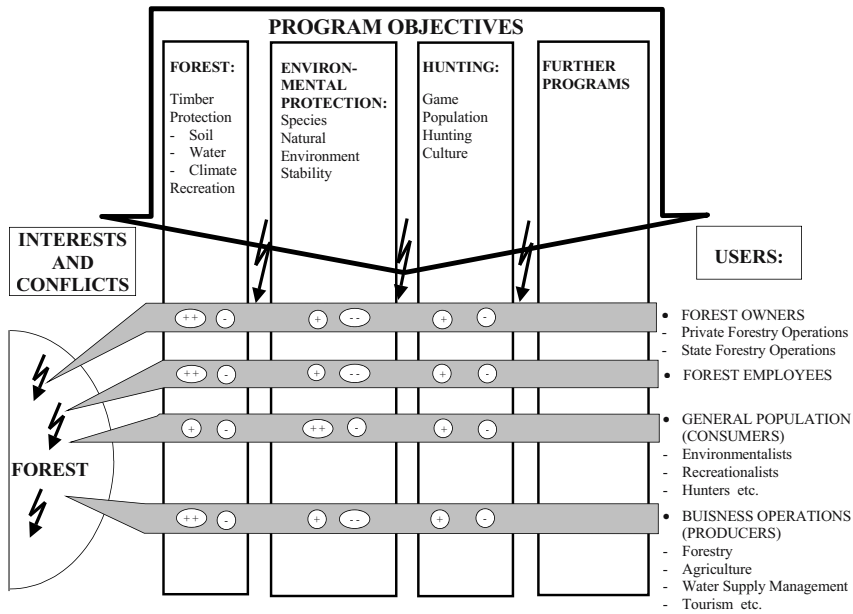 PROGRAM OBJECTIVES
FOREST:
Timber
Protection
- Soil
- Water
- Climate
Recreation
ENVIRON-
MENTAL
PROTECTION:
Species
Natural
Environment
Stability
HUNTING:
Game
Population
Hunting
Culture
FURTHER
PROGRAMS
INTERESTS
AND
CONFLICTS
USERS:
++ - + -- + -
• FOREST OWNERS
- Private Forestry Operations
- State Forestry Operations
++ - + -- + -
• FOREST EMPLOYEES
+ - ++ - + -
• GENERAL POPULATION
(CONSUMERS)
- Environmentalists
- Recreationalists
- Hunters etc.
FOREST
++ - + -- + -
• BUISNESS OPERATIONS
(PRODUCERS)
- Forestry
- Agriculture
- Water Supply Management
- Tourism etc.